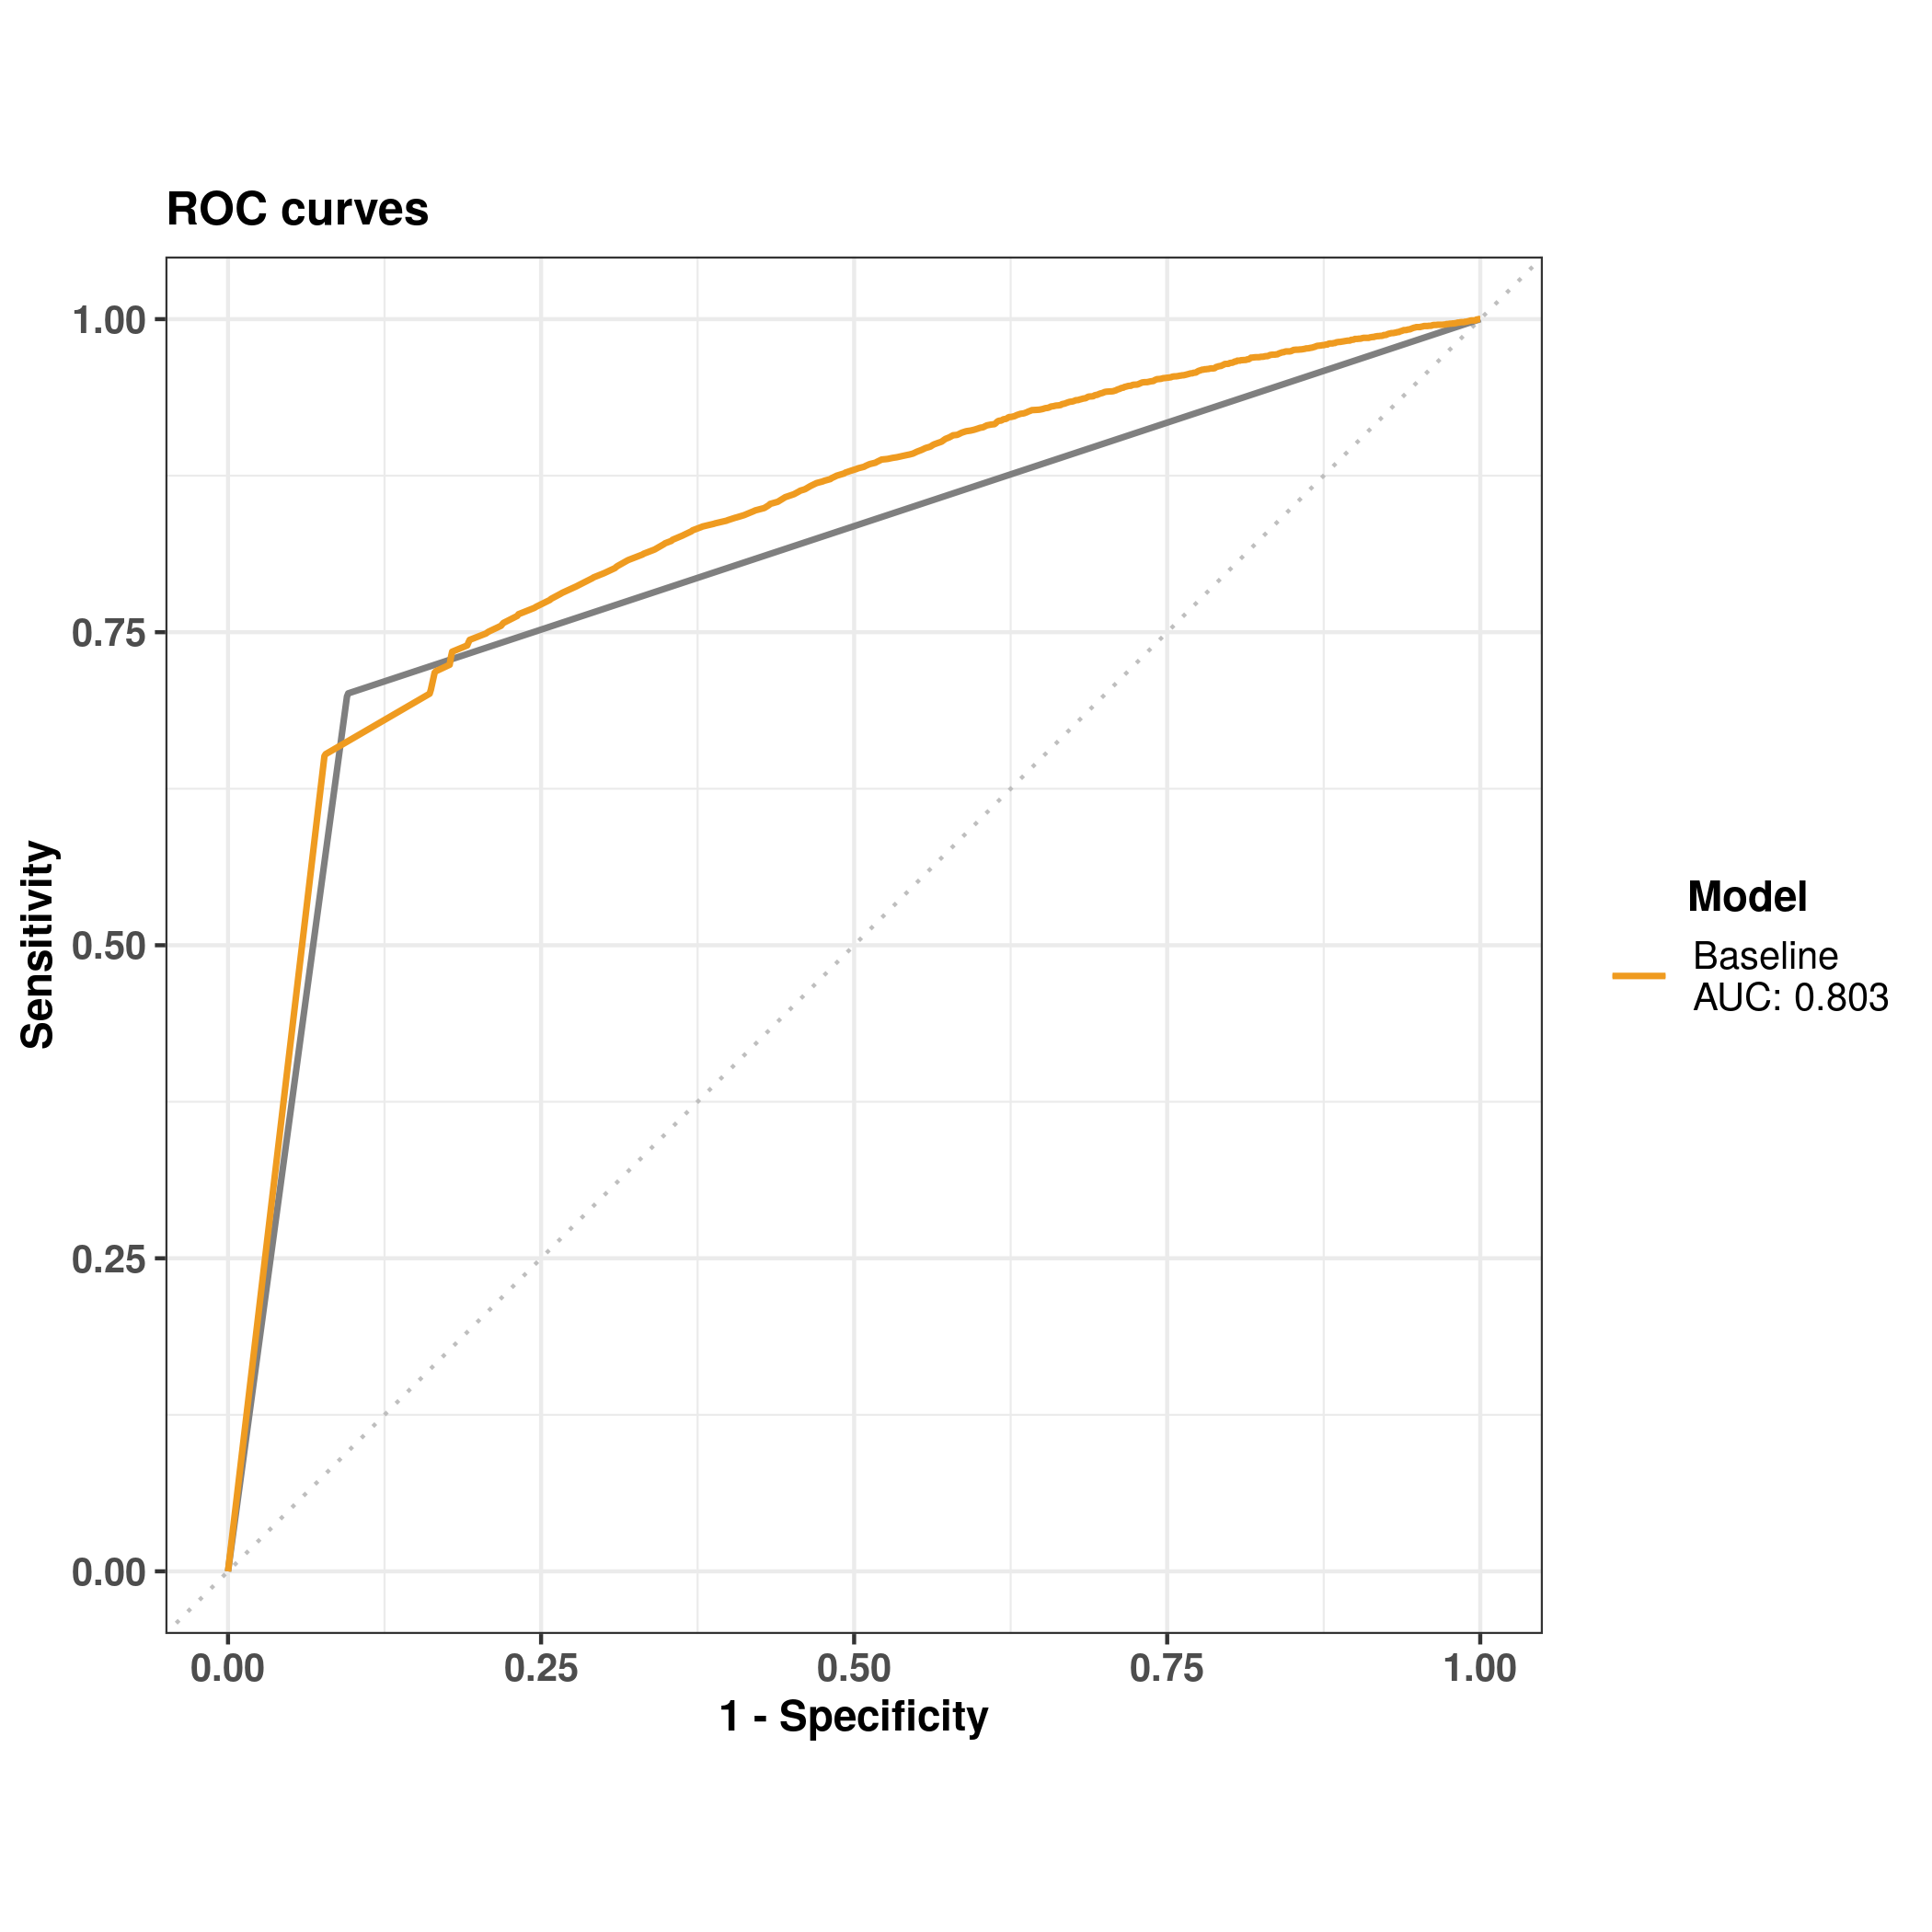 ROC curves
1.00
0.75
0.50
0.25
0.00
Sensitivity
0.00 0.25 0.50 0.75 1.00
1 - Specificity
Model
Baseline
AUC: 0.803